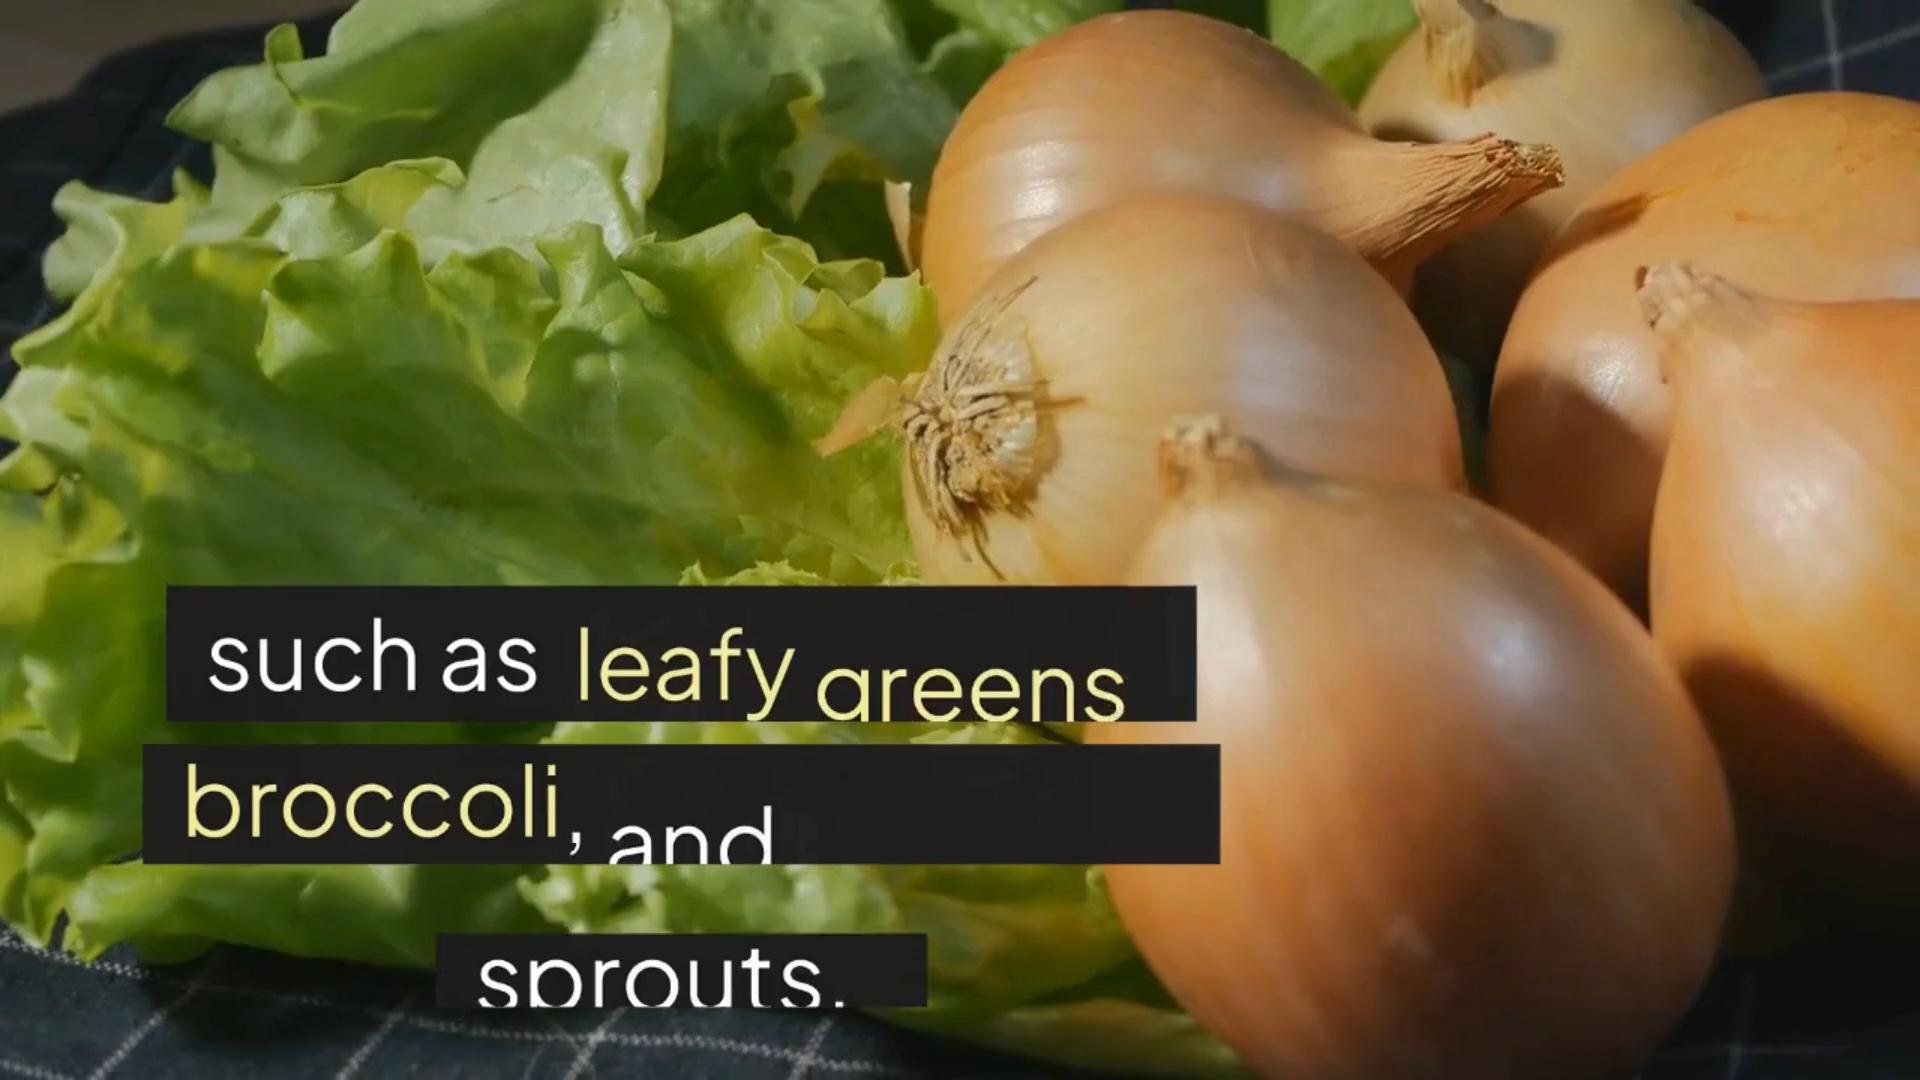 such as leafy greens
broccoli, and
sprouts.